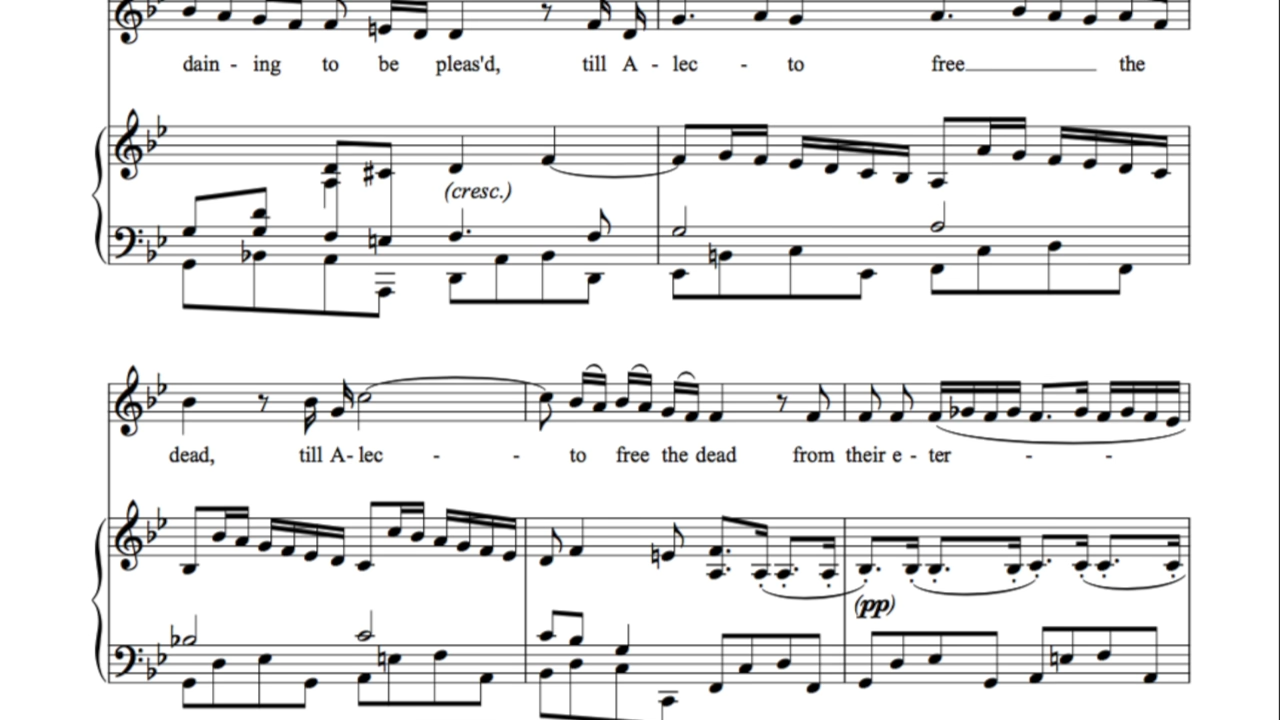 dain - ing to be pleas'd, till A - lec - to free the
(cresc.)
dead, till A - lec - - to free the dead from their e - ter - -
(pp)